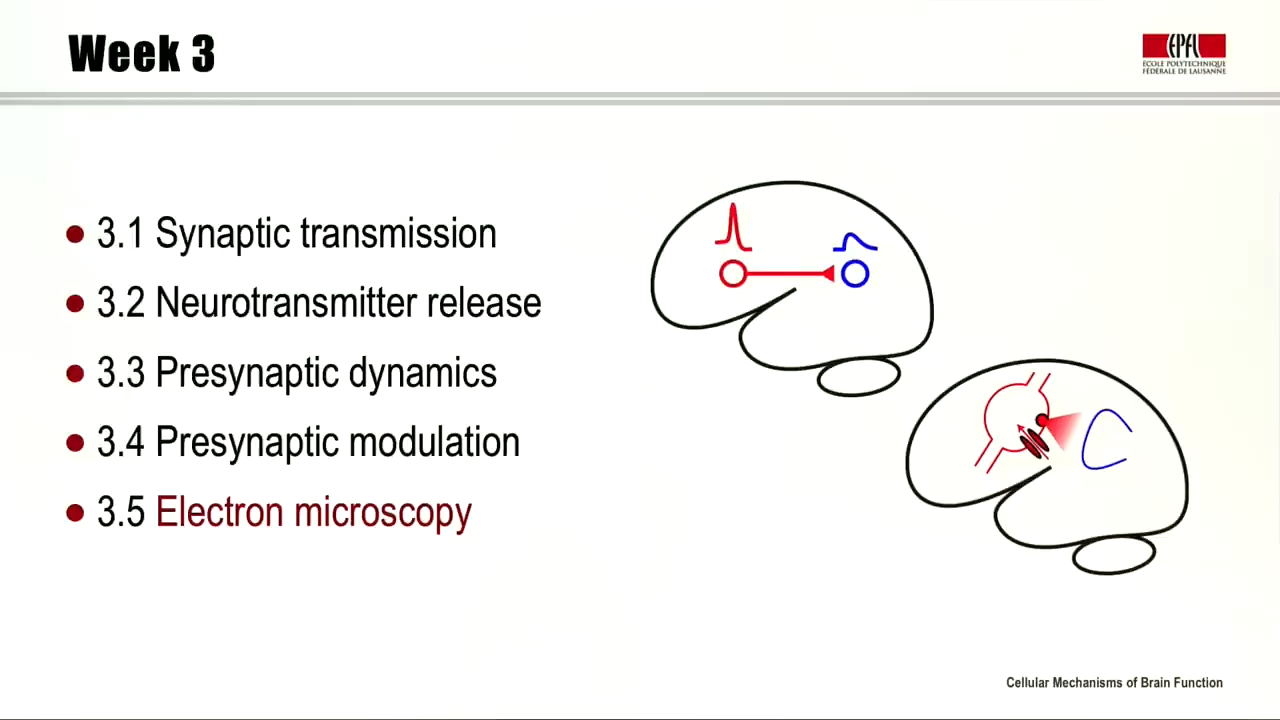 Week 3
EPFL
ECOLE POLYTECHNIQUE
FÉDÉRALE DE LAUSANNE
● 3.1 Synaptic transmission
● 3.2 Neurotransmitter release
● 3.3 Presynaptic dynamics
● 3.4 Presynaptic modulation
● 3.5 Electron microscopy
Cellular Mechanisms of Brain Function